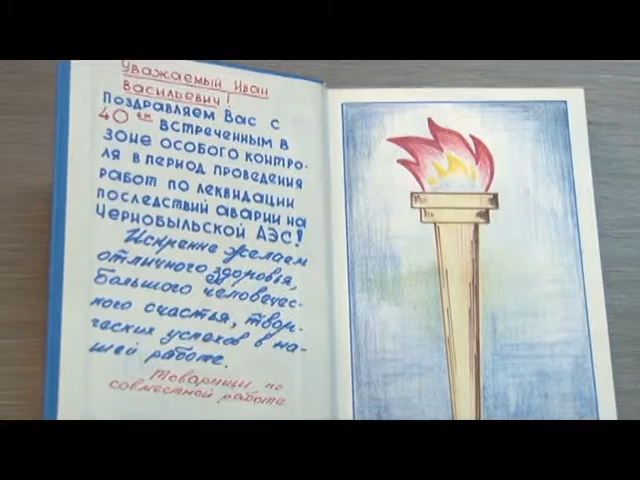 Уважаемый Иван
Васильевич!
Поздравляем Вас с
40 ем встреченным в
зоне особого контро-
ля в период проведения
работ по леквидации
последствий аварии на
Чернобыльской АЭС!
Искренне желаем
отличного здоровья,
большого человечес-
кого счастья, твор-
ческих успехов в на-
шей работе.
Товарищи по
совместной работе